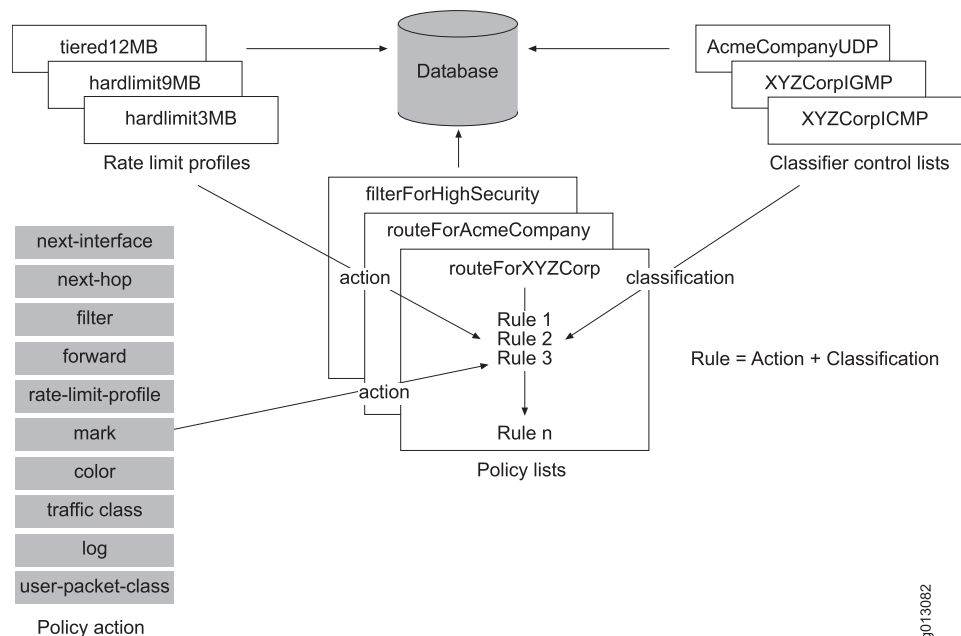 tiered12MB
hardlimit9MB
hardlimit3MB
Rate limit profiles
Database
AcmeCompanyUDP
XYZCorpIGMP
XYZCorpICMP
Classifier control lists
filterForHighSecurity
routeForAcmeCompany
routeForXYZCorp
action
classification
Rule 1
Rule 2
Rule 3
action
Rule n
Policy lists
Rule = Action + Classification
next-interface
next-hop
filter
forward
rate-limit-profile
mark
color
traffic class
log
user-packet-class
Policy action
g013082